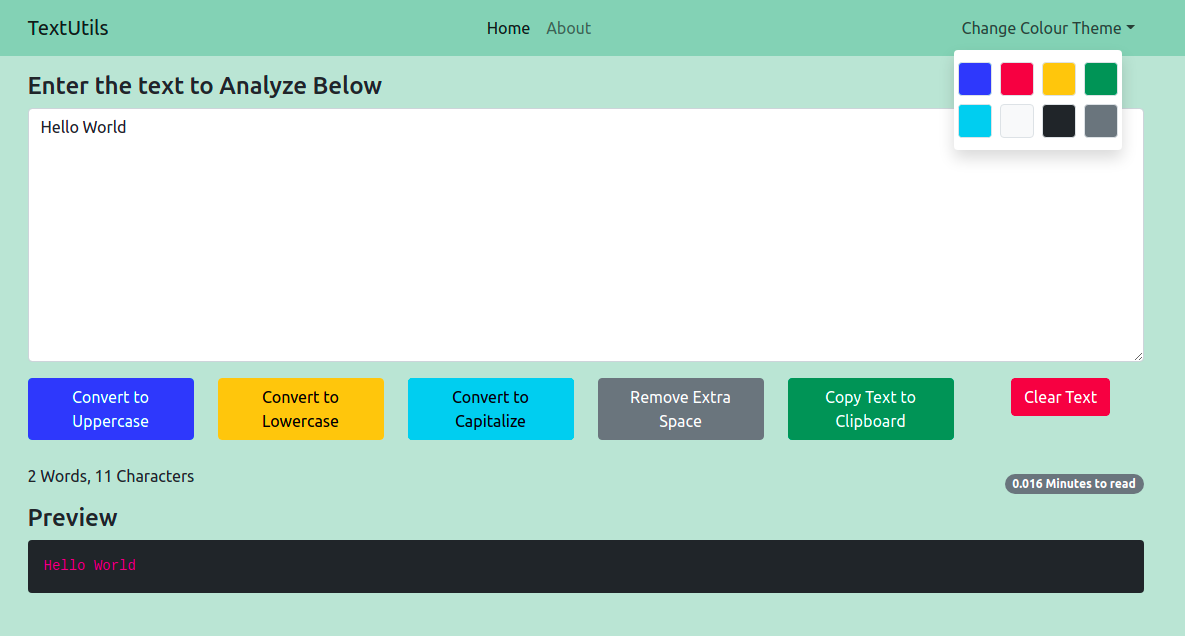 TextUtils
Home
About
Change Colour Theme
Enter the text to Analyze Below
Hello World
Convert to
Uppercase
Convert to
Lowercase
Convert to
Capitalize
Remove Extra
Space
Copy Text to
Clipboard
Clear Text
2 Words, 11 Characters
0.016 Minutes to read
Preview
Hello World